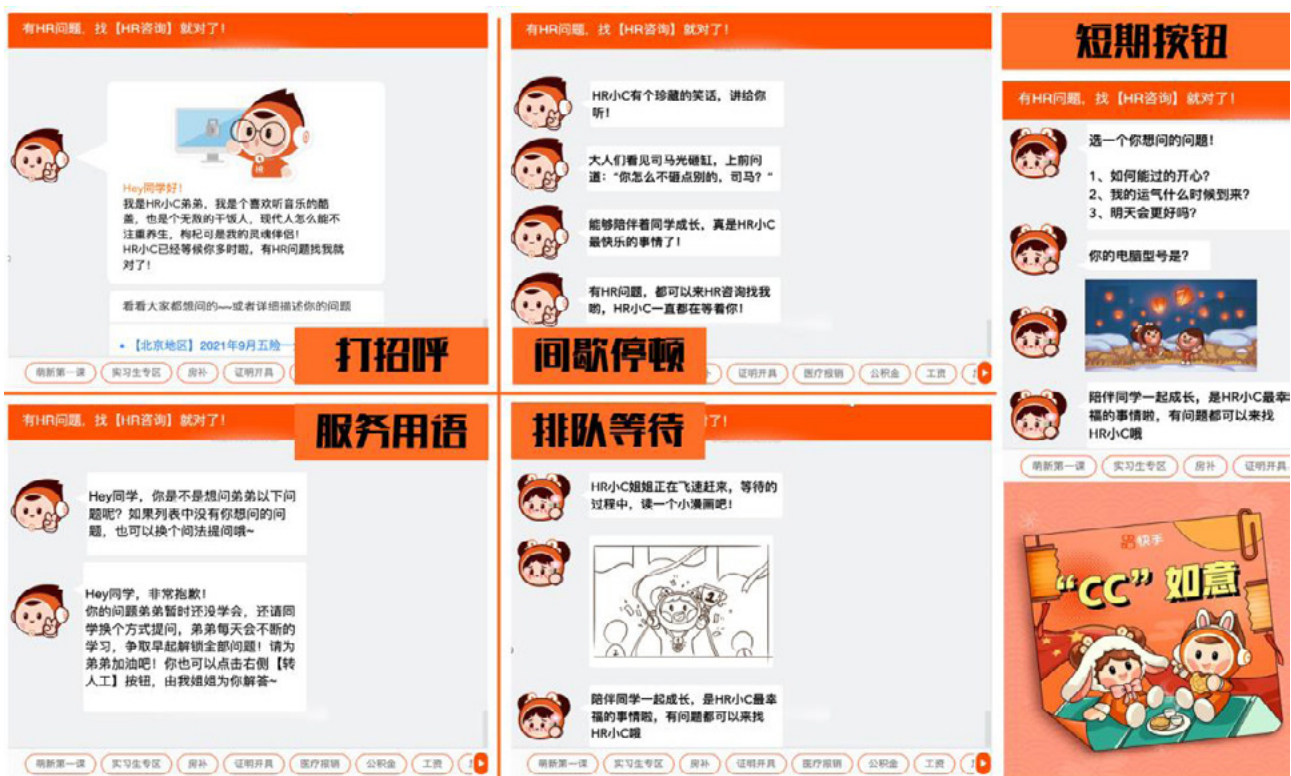 有HR问题，找【HR咨询】就对了！
HR
Hey同学好！
我是HR小C弟弟，我是个喜欢听音乐的酷
盖，也是个无敌的干饭人，现代人怎么能不
注重养生，枸杞可是我的灵魂伴侣！
HR小C已经等候你多时啦，有HR问题找我就
对了！
看看大家都想问的~~或者详细描述你的问题
• 【北京地区】2021年9月五险一
打招呼
萌新第一课
实习生专区
房补
证明开具
有HR问题，找【HR咨询】就对了！
HR小C有个珍藏的笑话，讲给你
听！
大人们看见司马光砸缸，上前问
道：“你怎么不砸点别的，司马？“
能够陪伴着同学成长，真是HR小C
最快乐的事情了！
有HR问题，都可以来HR咨询找我
哟，HR小C一直都在等着你！
间歇停顿
证明开具
医疗报销
公积金
工资
短期按钮
有HR问题，找【HR咨询】就对了！
选一个你想问的问题！
1、如何能过的开心？
2、我的运气什么时候到来？
3、明天会更好吗？
你的电脑型号是？
陪伴同学一起成长，是HR小C最幸
福的事情啦，有问题都可以来找
HR小C哦
萌新第一课
实习生专区
房补
证明开具
有HR问题，找【HR咨询】就对了！
服务用语
Hey同学，你是不是想问弟弟以下问
题呢？如果列表中没有你想问的问
题，也可以换个问法提问哦~
Hey同学，非常抱歉！
你的问题弟弟暂时还没学会，还请同
学换个方式提问，弟弟每天会不断的
学习，争取早起解锁全部问题！请为
弟弟加油吧！你也可以点击右侧【转
人工】按钮，由我姐姐为你解答~
萌新第一课
实习生专区
房补
证明开具
医疗报销
公积金
工资
排队等待
了！
HR小C姐姐正在飞速赶来，等待的
过程中，读一个小漫画吧！
陪伴同学一起成长，是HR小C最幸
福的事情啦，有问题都可以来找
HR小C哦
萌新第一课
实习生专区
房补
证明开具
医疗报销
公积金
工资
快手
“CC”如意